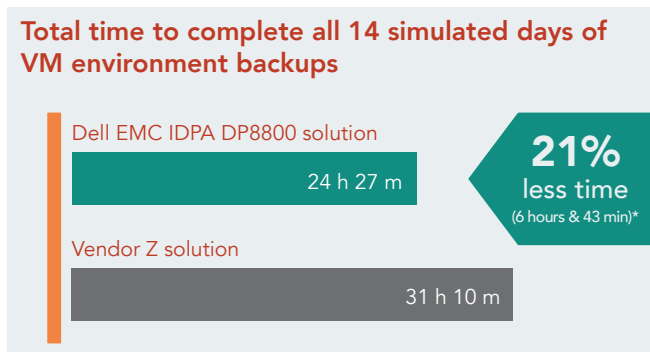 Total time to complete all 14 simulated days of
VM environment backups
Dell EMC IDPA DP8800 solution
24 h 27 m
21%
less time
(6 hours & 43 min)*
Vendor Z solution
31 h 10 m